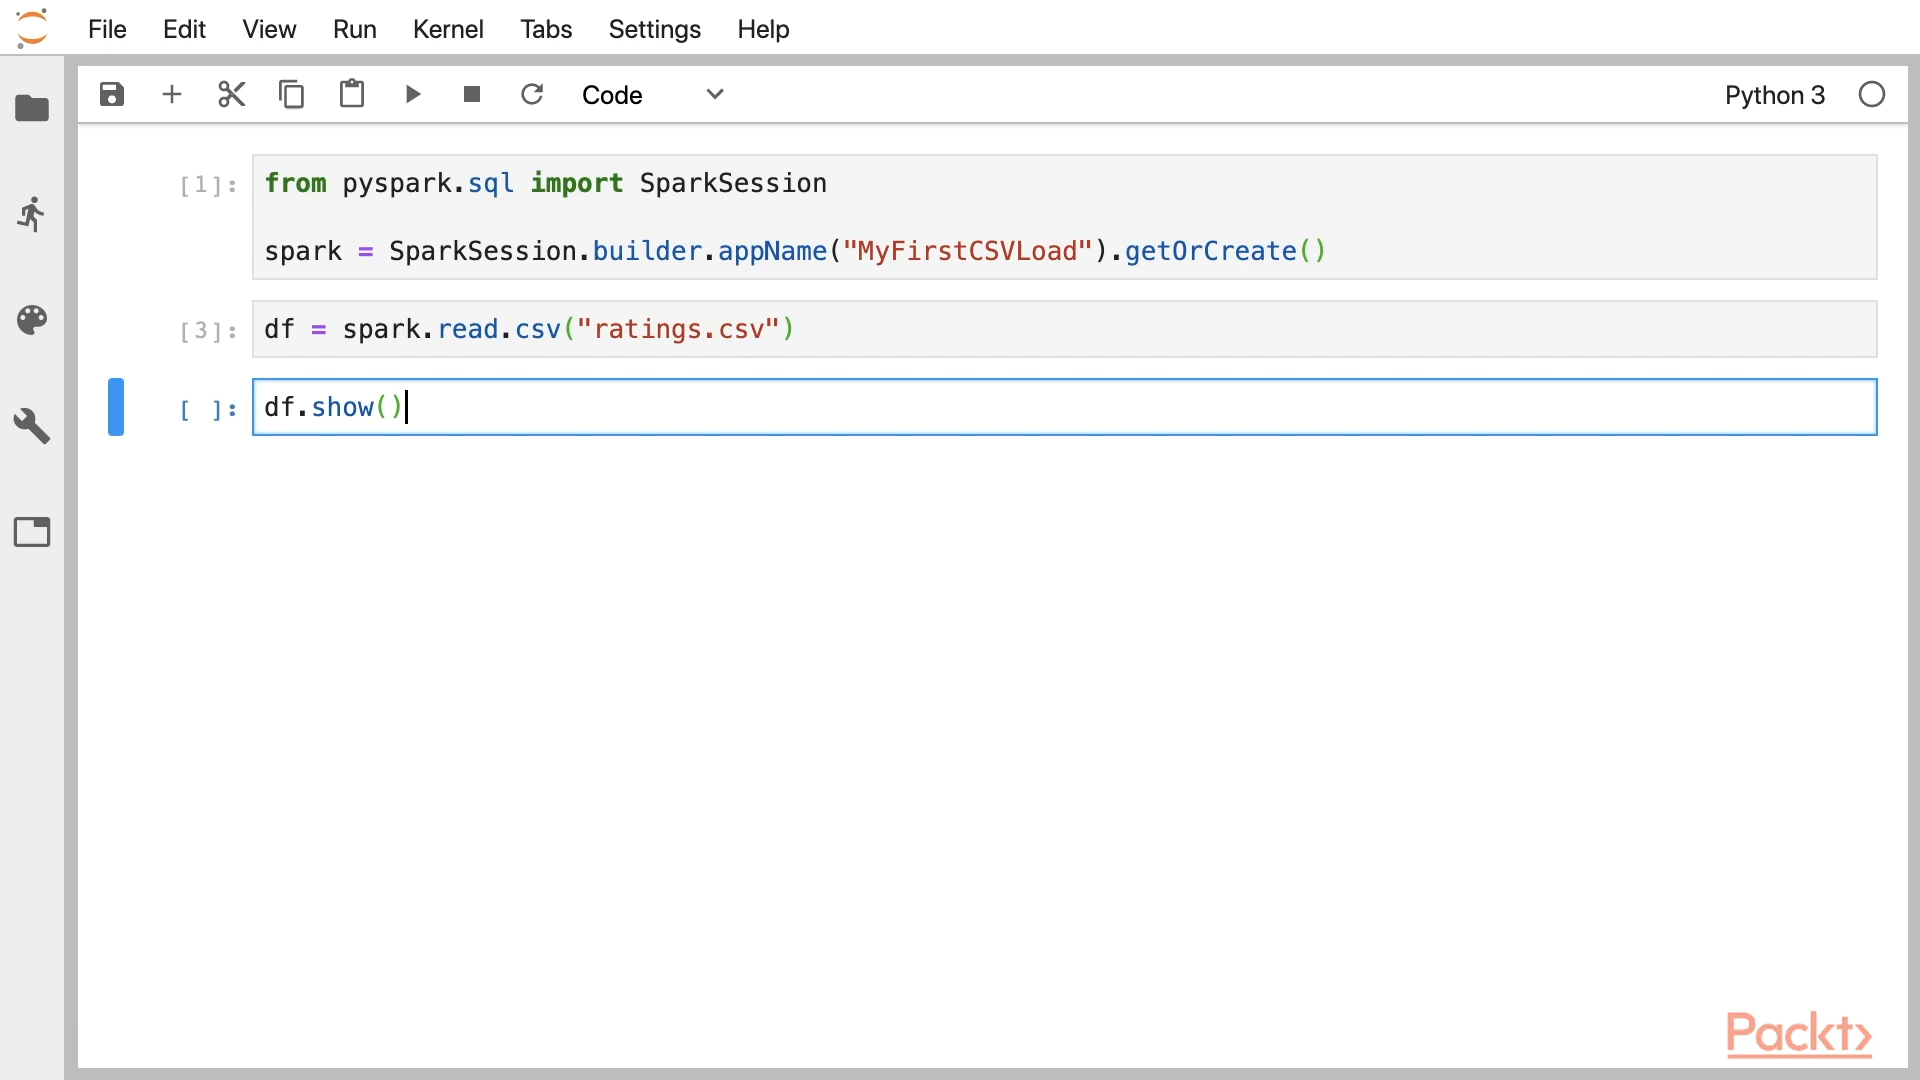 File Edit View Run Kernel Tabs Settings Help
Code Python 3
[1]: from pyspark.sql import SparkSession
spark = SparkSession.builder.appName("MyFirstCSVLoad").getOrCreate()
[3]: df = spark.read.csv("ratings.csv")
[ ]: df.show()
Packt>